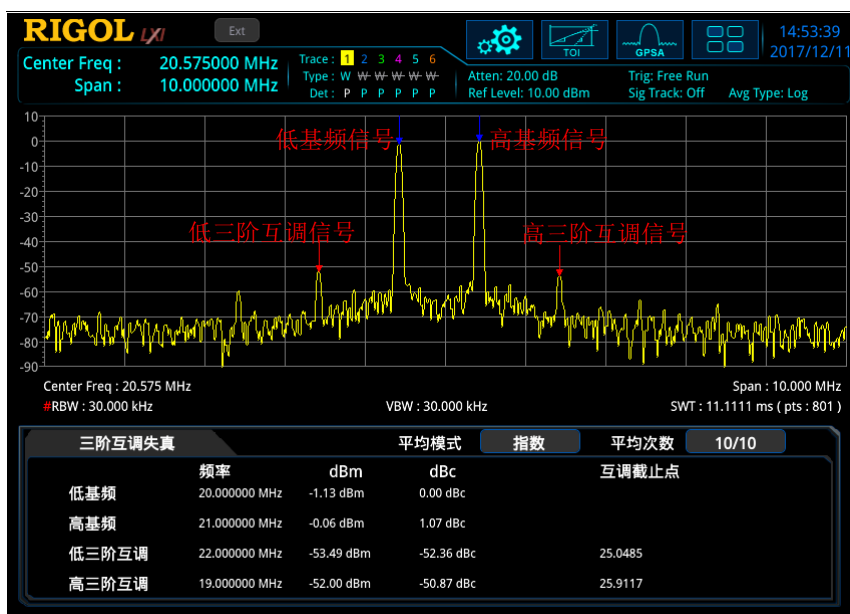 RIGOL LXI Ext TOI GPSA 14:53:39
2017/12/11
Center Freq : 20.575000 MHz
Span : 10.000000 MHz
Trace : 1 2 3 4 5 6
Type : W W W W W W
Det : P P P P P P
Atten: 20.00 dB Trig: Free Run
Ref Level: 10.00 dBm Sig Track: Off Avg Type: Log
10
0
-10
-20
-30
-40
-50
-60
-70
-80
-90
低基频信号 高基频信号
低三阶互调信号 高三阶互调信号
Center Freq : 20.575 MHz Span : 10.000 MHz
#RBW : 30.000 kHz VBW : 30.000 kHz SWT : 11.1111 ms ( pts : 801 )
三阶互调失真 平均模式 指数 平均次数 10/10
频率 dBm dBc 互调截止点
低基频 20.000000 MHz -1.13 dBm 0.00 dBc
高基频 21.000000 MHz -0.06 dBm 1.07 dBc
低三阶互调 22.000000 MHz -53.49 dBm -52.36 dBc 25.0485
高三阶互调 19.000000 MHz -52.00 dBm -50.87 dBc 25.9117